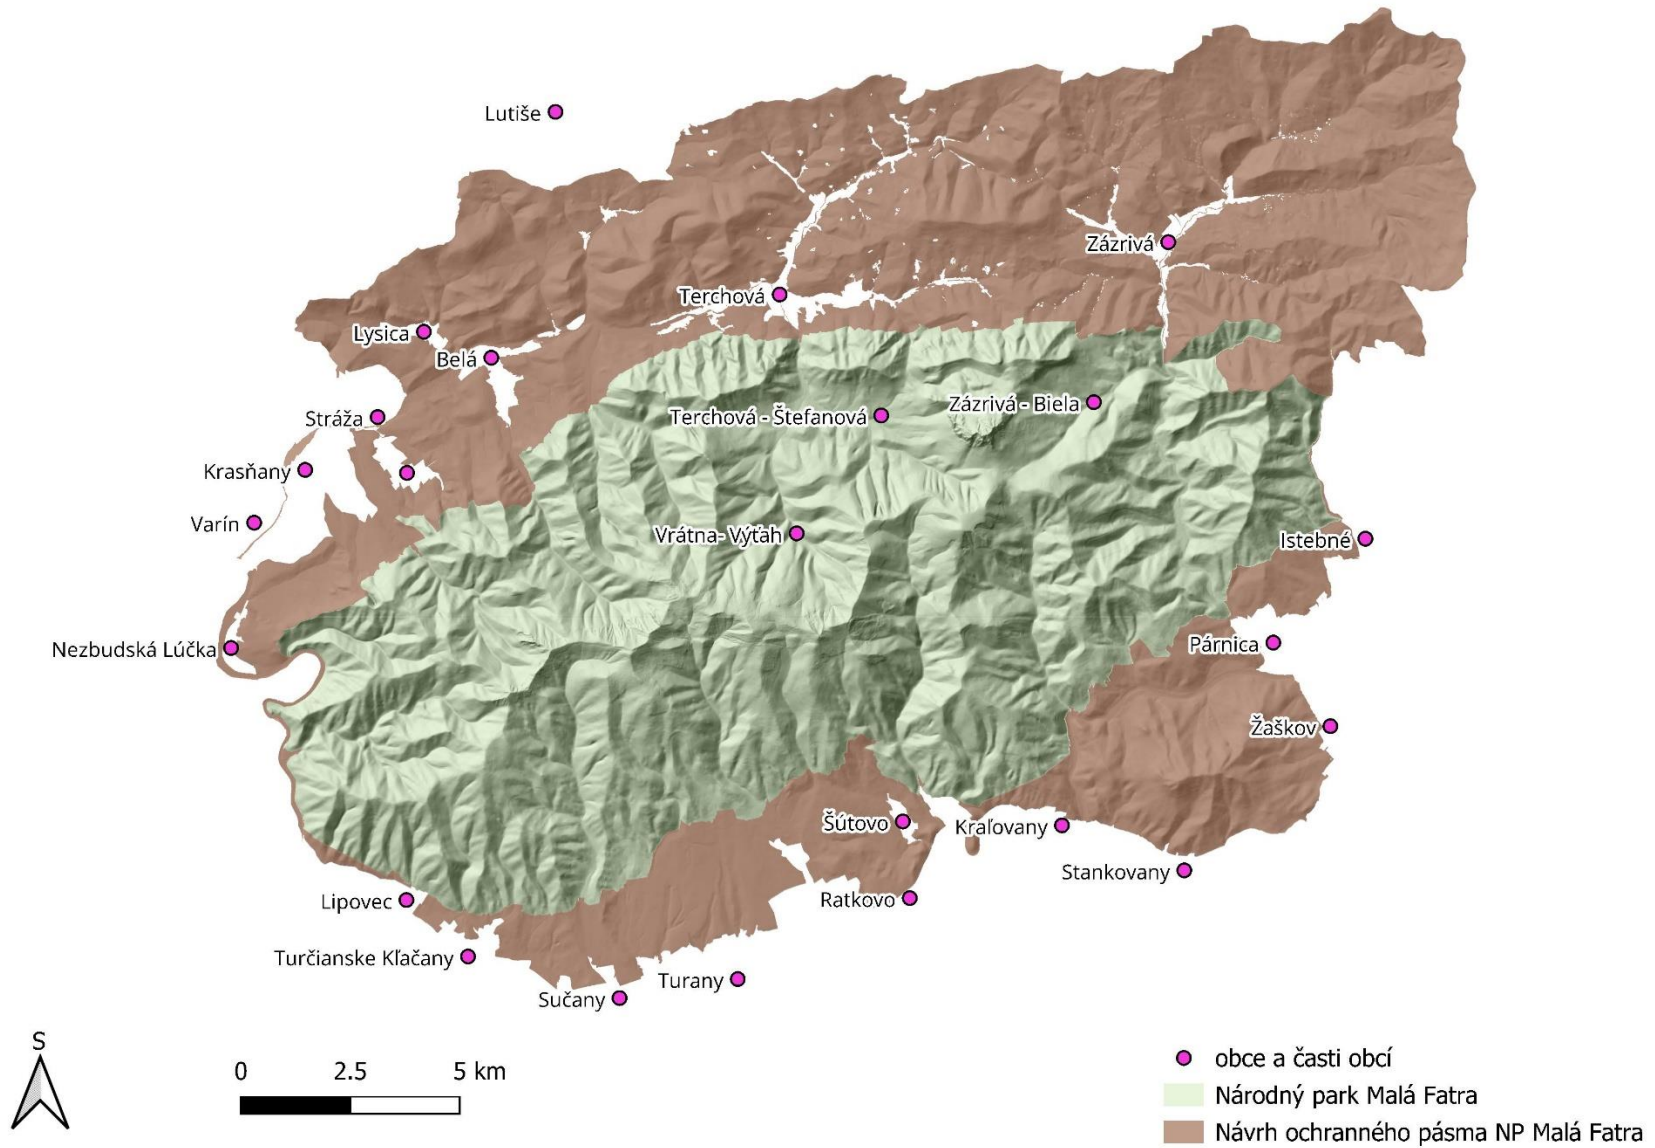 Lutiše
Zázrivá
Terchová
Lysica
Belá
Stráža
Terchová - Štefanová
Zázrivá - Biela
Krasňany
Varín
Vrátna- Výťah
Istebné
Nezbudská Lúčka
Párnica
Žaškov
Šútovo
Kraľovany
Stankovany
Lipovec
Ratkovo
Turčianske Kľačany
Turany
Sučany
S
0 2.5 5 km
obce a časti obcí
Národný park Malá Fatra
Návrh ochranného pásma NP Malá Fatra